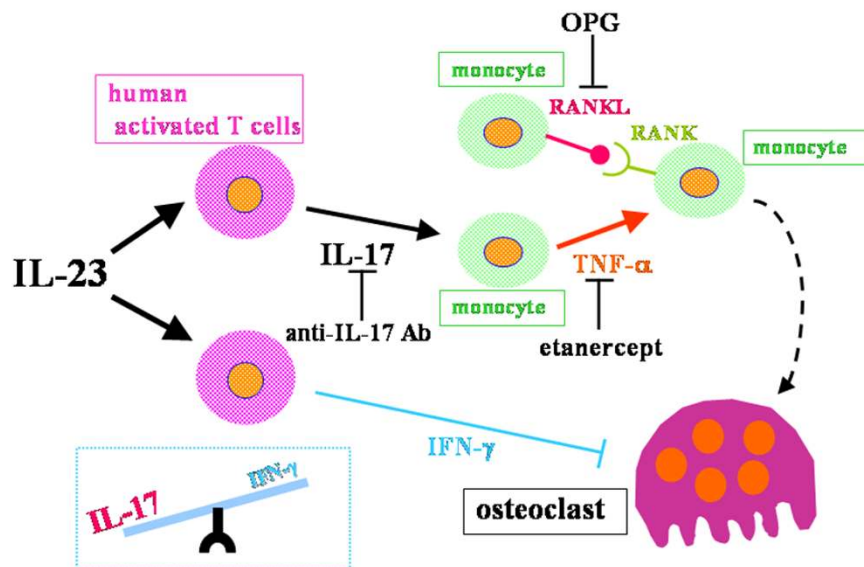 OPG
monocyte
human
activated T cells
RANKL
RANK
monocyte
IL-23
IL-17
TNF-α
monocyte
anti-IL-17 Ab
etanercept
IFN-γ
IFN-γ
IL-17
osteoclast